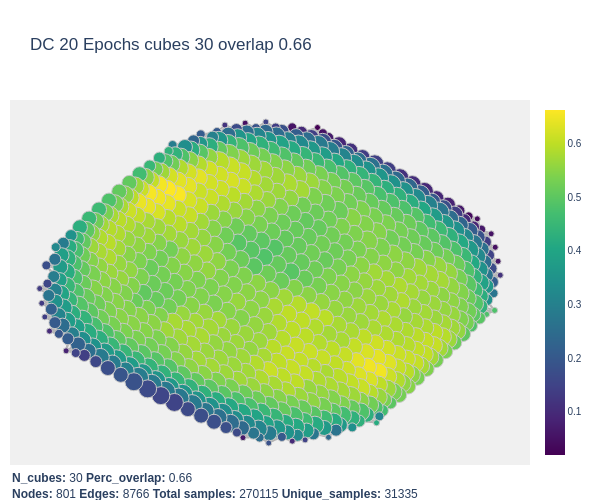 DC 20 Epochs cubes 30 overlap 0.66
0.6
0.5
0.4
0.3
0.2
0.1
N_cubes: 30 Perc_overlap: 0.66
Nodes: 801 Edges: 8766 Total samples: 270115 Unique_samples: 31335